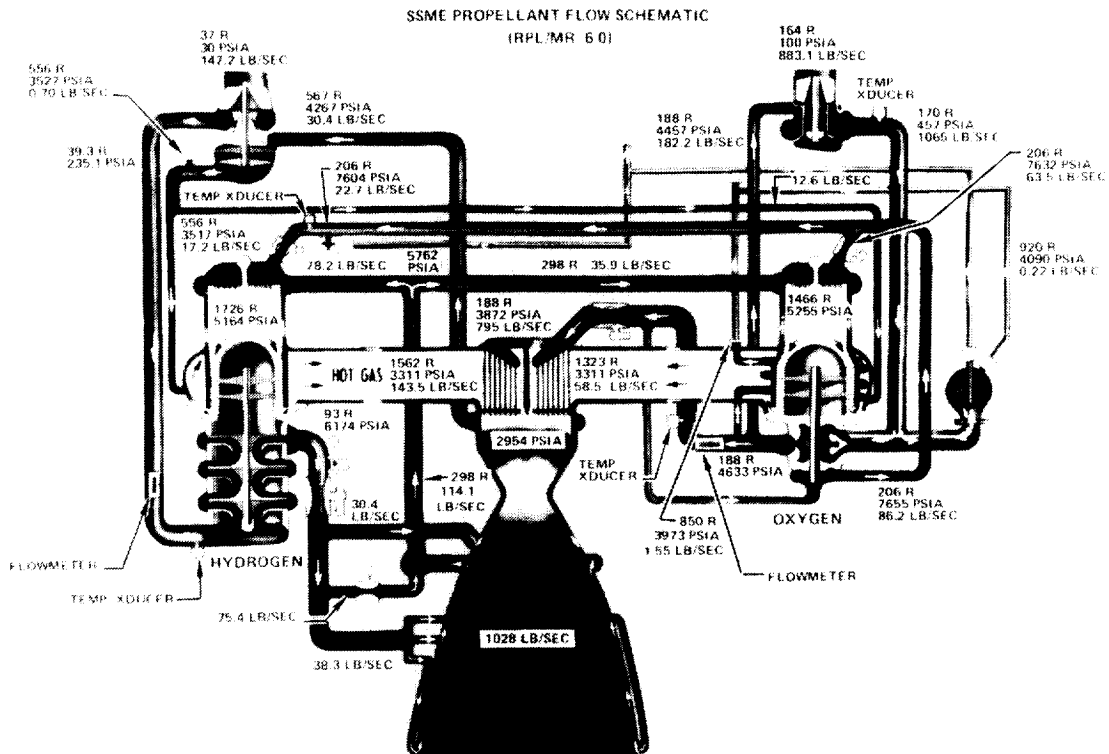 SSME PROPELLANT FLOW SCHEMATIC
(RPL/MR 6.0)
37 R
30 PSIA
147.2 LB/SEC
164 R
100 PSIA
883.1 LB/SEC
556 R
3527 PSIA
0.70 LB/SEC
567 R
4267 PSIA
30.4 LB/SEC
TEMP
XDUCER
188 R
4457 PSIA
182.2 LB/SEC
170 R
457 PSIA
1065 LB/SEC
39.3 R
235.1 PSIA
206 R
7604 PSIA
22.7 LB/SEC
206 R
7632 PSIA
63.5 LB/SEC
12.6 LB/SEC
TEMP XDUCER
556 R
3517 PSIA
17.2 LB/SEC
78.2 LB/SEC
5762
PSIA
298 R 35.9 LB/SEC
920 R
4090 PSIA
0.22 LB/SEC
1726 R
5164 PSIA
188 R
3872 PSIA
795 LB/SEC
1466 R
5255 PSIA
HOT GAS
1562 R
3311 PSIA
143.5 LB/SEC
1323 R
3311 PSIA
58.5 LB/SEC
93 R
6174 PSIA
2954 PSIA
TEMP
XDUCER
188 R
4633 PSIA
298 R
114.1
LB/SEC
30.4
LB/SEC
206 R
7655 PSIA
86.2 LB/SEC
OXYGEN
850 R
3973 PSIA
1.55 LB/SEC
HYDROGEN
FLOWMETER
FLOWMETER
TEMP XDUCER
75.4 LB/SEC
1028 LB/SEC
38.3 LB/SEC